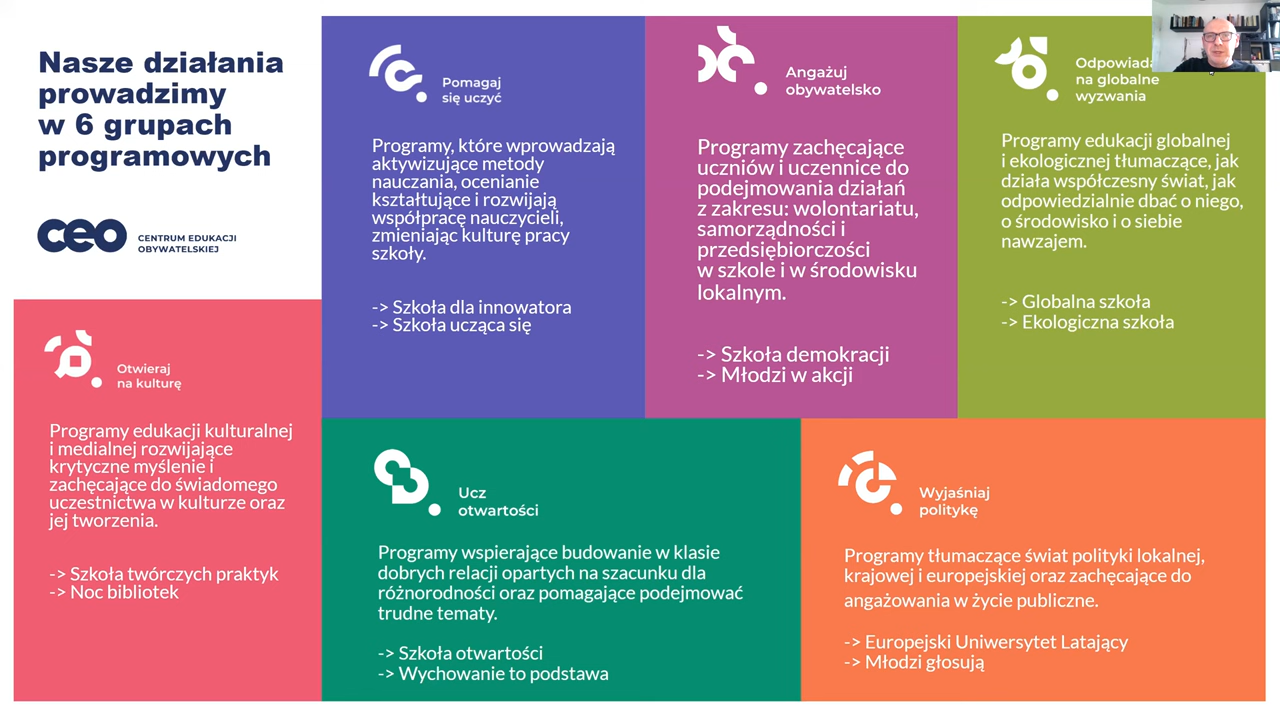 Nasze działania
prowadzimy
w 6 grupach
programowych
ceo
CENTRUM EDUKACJI
OBYWATELSKIEJ
Pomagaj
się uczyć
Programy, które wprowadzają
aktywizujące metody
nauczania, ocenianie
kształtujące i rozwijają
współpracę nauczycieli,
zmieniając kulturę pracy
szkoły.
-> Szkoła dla innowatora
-> Szkoła ucząca się
Angażuj
obywatelsko
Programy zachęcające
uczniów i uczennice do
podejmowania działań
z zakresu: wolontariatu,
samorządności i
przedsiębiorczości
w szkole i w środowisku
lokalnym.
-> Szkoła demokracji
-> Młodzi w akcji
na globalne
wyzwania
Programy edukacji globalnej
i ekologicznej tłumaczące, jak
działa współczesny świat, jak
odpowiedzialnie dbać o niego,
o środowisko i o siebie
nawzajem.
-> Globalna szkoła
-> Ekologiczna szkoła
Otwieraj
na kulturę
Programy edukacji kulturalnej
i medialnej rozwijające
krytyczne myślenie i
zachęcające do świadomego
uczestnictwa w kulturze oraz
jej tworzenia.
-> Szkoła twórczych praktyk
-> Noc bibliotek
Ucz
otwartości
Programy wspierające budowanie w klasie
dobrych relacji opartych na szacunku dla
różnorodności oraz pomagające podejmować
trudne tematy.
-> Szkoła otwartości
-> Wychowanie to podstawa
Wyjaśniaj
politykę
Programy tłumaczące świat polityki lokalnej,
krajowej i europejskiej oraz zachęcające do
angażowania w życie publiczne.
-> Europejski Uniwersytet Latający
-> Młodzi głosują